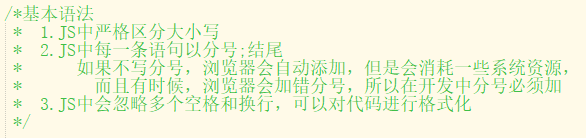 /*基本语法
* 1.JS中严格区分大小写
* 2.JS中每一条语句以分号;结尾
* 如果不写分号，浏览器会自动添加，但是会消耗一些系统资源，
* 而且有时候，浏览器会加错分号，所以在开发中分号必须加
* 3.JS中会忽略多个空格和换行，可以对代码进行格式化
*/